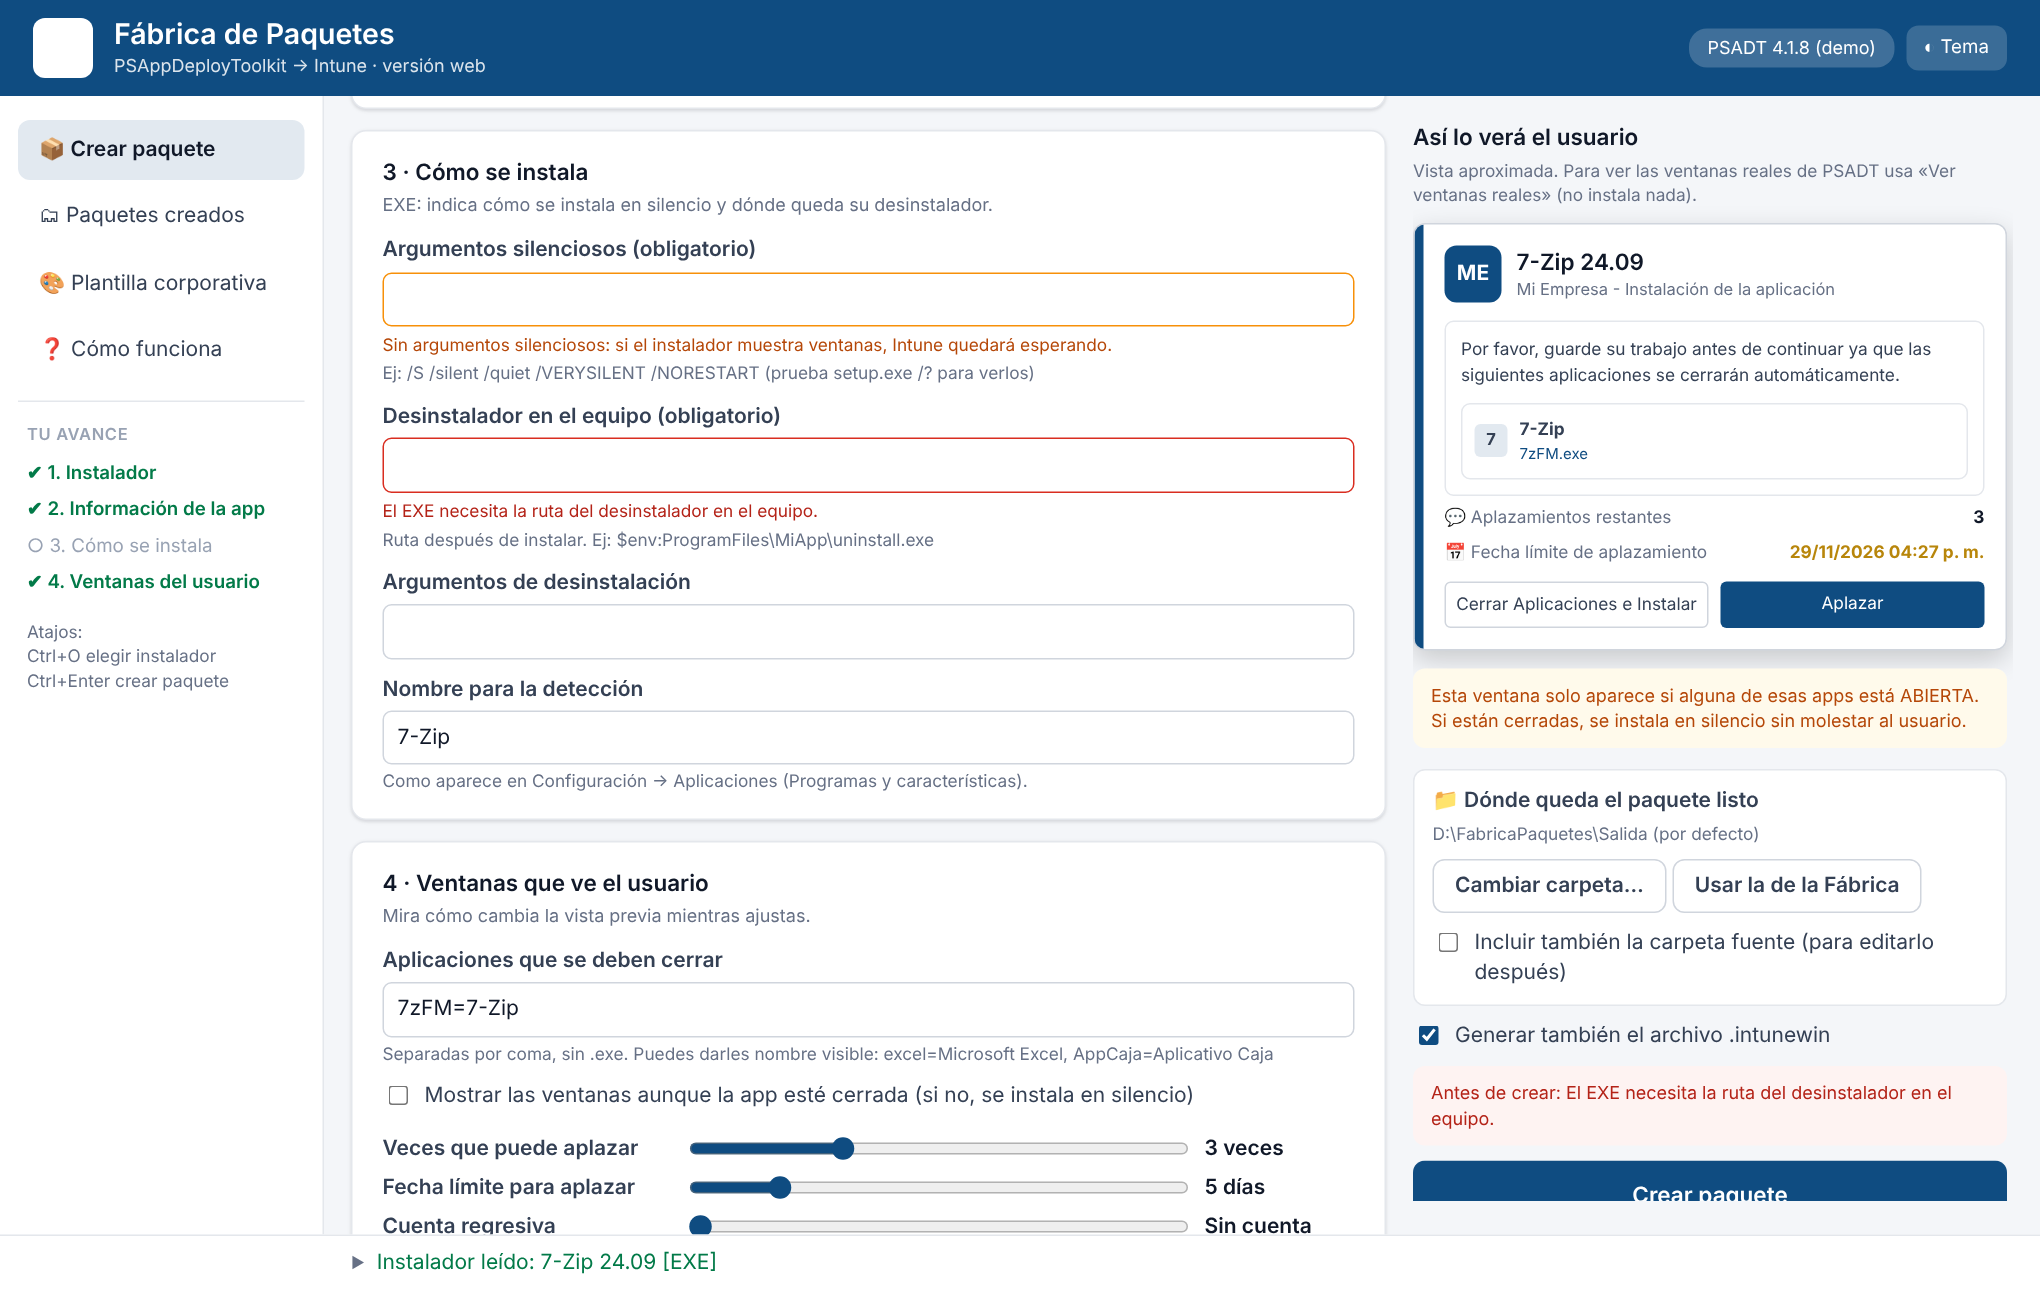 Fábrica de Paquetes
PSAppDeployToolkit → Intune · versión web
PSADT 4.1.8 (demo)
Tema
📦 Crear paquete
🗂 Paquetes creados
🎨 Plantilla corporativa
❓ Cómo funciona
TU AVANCE
✔ 1. Instalador
✔ 2. Información de la app
○ 3. Cómo se instala
✔ 4. Ventanas del usuario
Atajos:
Ctrl+O elegir instalador
Ctrl+Enter crear paquete
3 · Cómo se instala
EXE: indica cómo se instala en silencio y dónde queda su desinstalador.
Argumentos silenciosos (obligatorio)
Sin argumentos silenciosos: si el instalador muestra ventanas, Intune quedará esperando.
Ej: /S /silent /quiet /VERYSILENT /NORESTART (prueba setup.exe /? para verlos)
Desinstalador en el equipo (obligatorio)
El EXE necesita la ruta del desinstalador en el equipo.
Ruta después de instalar. Ej: $env:ProgramFiles\MiApp\uninstall.exe
Argumentos de desinstalación
Nombre para la detección
7-Zip
Como aparece en Configuración → Aplicaciones (Programas y características).
4 · Ventanas que ve el usuario
Mira cómo cambia la vista previa mientras ajustas.
Aplicaciones que se deben cerrar
7zFM=7-Zip
Separadas por coma, sin .exe. Puedes darles nombre visible: excel=Microsoft Excel, AppCaja=Aplicativo Caja
Mostrar las ventanas aunque la app esté cerrada (si no, se instala en silencio)
Veces que puede aplazar 3 veces
Fecha límite para aplazar 5 días
Cuenta regresiva Sin cuenta
Así lo verá el usuario
Vista aproximada. Para ver las ventanas reales de PSADT usa «Ver
ventanas reales» (no instala nada).
ME
7-Zip 24.09
Mi Empresa - Instalación de la aplicación
Por favor, guarde su trabajo antes de continuar ya que las
siguientes aplicaciones se cerrarán automáticamente.
7
7-Zip
7zFM.exe
💬 Aplazamientos restantes 3
📅 Fecha límite de aplazamiento 29/11/2026 04:27 p. m.
Cerrar Aplicaciones e Instalar
Aplazar
Esta ventana solo aparece si alguna de esas apps está ABIERTA.
Si están cerradas, se instala en silencio sin molestar al usuario.
📁 Dónde queda el paquete listo
D:\FabricaPaquetes\Salida (por defecto)
Cambiar carpeta...
Usar la de la Fábrica
Incluir también la carpeta fuente (para editarlo
después)
Generar también el archivo .intunewin
Antes de crear: El EXE necesita la ruta del desinstalador en el
equipo.
Crear paquete
▶ Instalador leído: 7-Zip 24.09 [EXE]